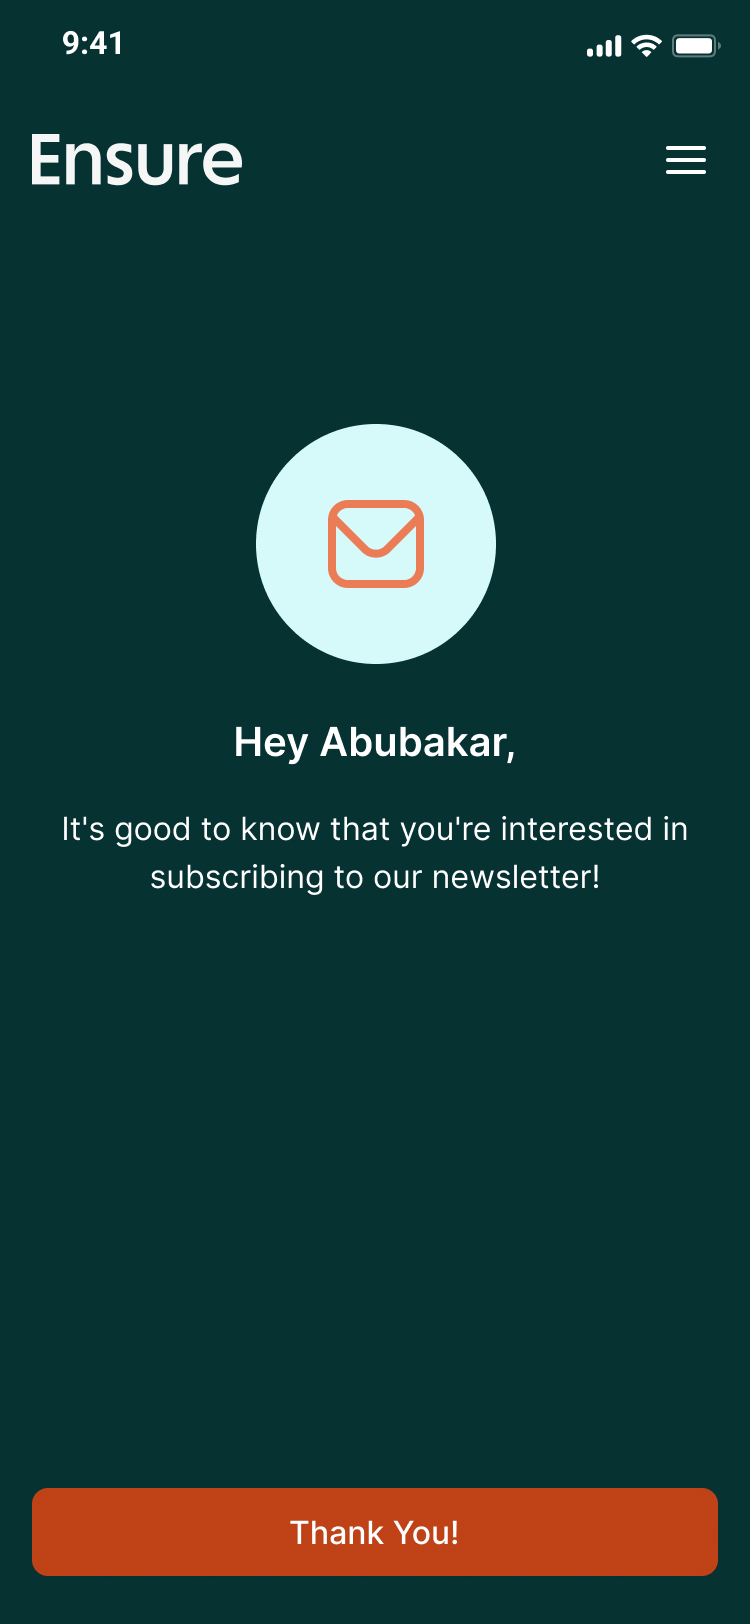 9:41
Ensure
Hey Abubakar,
It's good to know that you're interested in
subscribing to our newsletter!
Thank You!